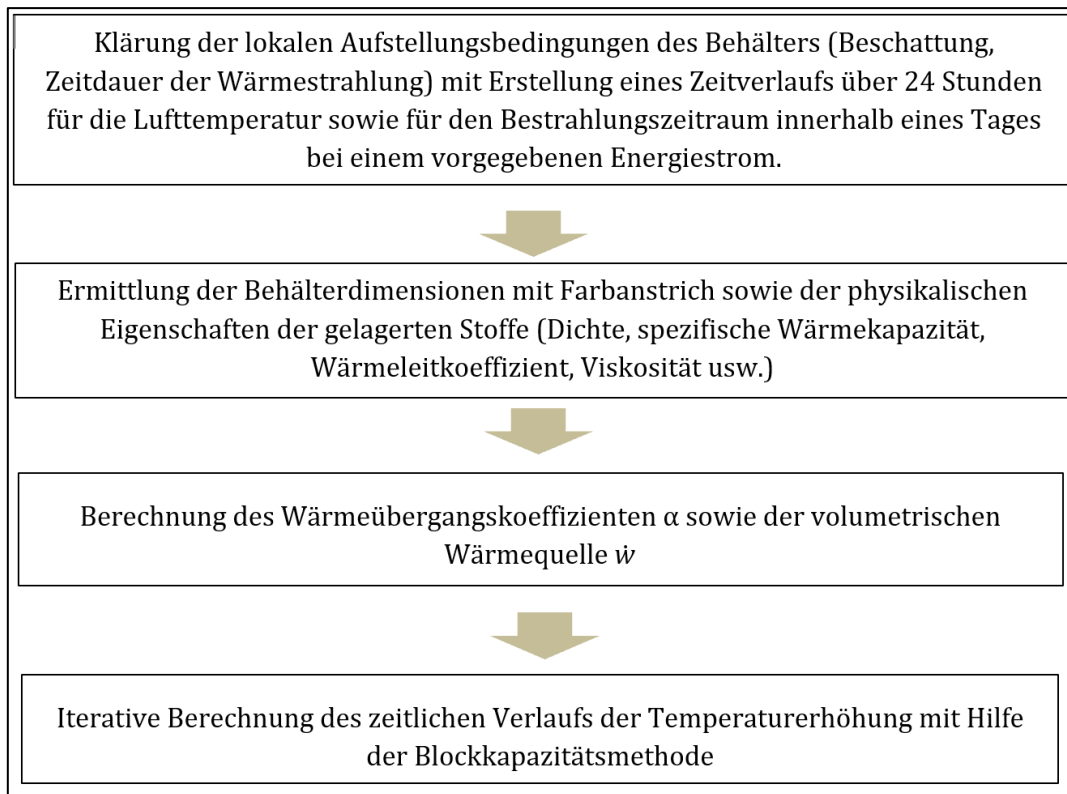 Klärung der lokalen Aufstellungsbedingungen des Behälters (Beschattung,
Zeitdauer der Wärmestrahlung) mit Erstellung eines Zeitverlaufs über 24 Stunden
für die Lufttemperatur sowie für den Bestrahlungszeitraum innerhalb eines Tages
bei einem vorgegebenen Energiestrom.
Ermittlung der Behälterdimensionen mit Farbanstrich sowie der physikalischen
Eigenschaften der gelagerten Stoffe (Dichte, spezifische Wärmekapazität,
Wärmeleitkoeffizient, Viskosität usw.)
Berechnung des Wärmeübergangskoeffizienten α sowie der volumetrischen
Wärmequelle ẇ
Iterative Berechnung des zeitlichen Verlaufs der Temperaturerhöhung mit Hilfe
der Blockkapazitätsmethode